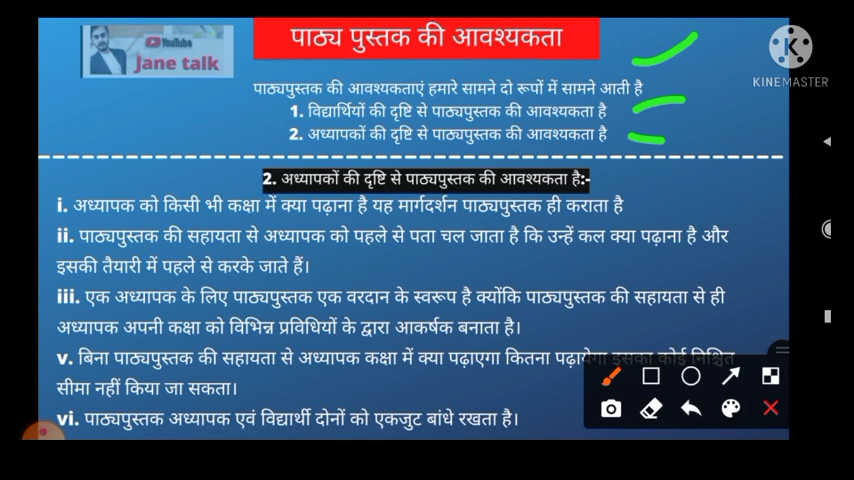 पाठ्य पुस्तक की आवश्यकता
YouTube
Jane talk
KINEMASTER
पाठ्यपुस्तक की आवश्यकताएं हमारे सामने दो रूपों में सामने आती है
1. विद्यार्थियों की दृष्टि से पाठ्यपुस्तक की आवश्यकता है
2. अध्यापकों की दृष्टि से पाठ्यपुस्तक की आवश्यकता है
2. अध्यापकों की दृष्टि से पाठ्यपुस्तक की आवश्यकता है:-
i. अध्यापक को किसी भी कक्षा में क्या पढ़ाना है यह मार्गदर्शन पाठ्यपुस्तक ही कराता है
ii. पाठ्यपुस्तक की सहायता से अध्यापक को पहले से पता चल जाता है कि उन्हें कल क्या पढ़ाना है और
इसकी तैयारी में पहले से करके जाते हैं।
iii. एक अध्यापक के लिए पाठ्यपुस्तक एक वरदान के स्वरूप है क्योंकि पाठ्यपुस्तक की सहायता से ही
अध्यापक अपनी कक्षा को विभिन्न प्रविधियों के द्वारा आकर्षक बनाता है।
v. बिना पाठ्यपुस्तक की सहायता से अध्यापक कक्षा में क्या पढ़ाएगा कितना पढ़ायेगा इसका कोई निश्चित
सीमा नहीं किया जा सकता।
vi. पाठ्यपुस्तक अध्यापक एवं विद्यार्थी दोनों को एकजुट बांधे रखता है।